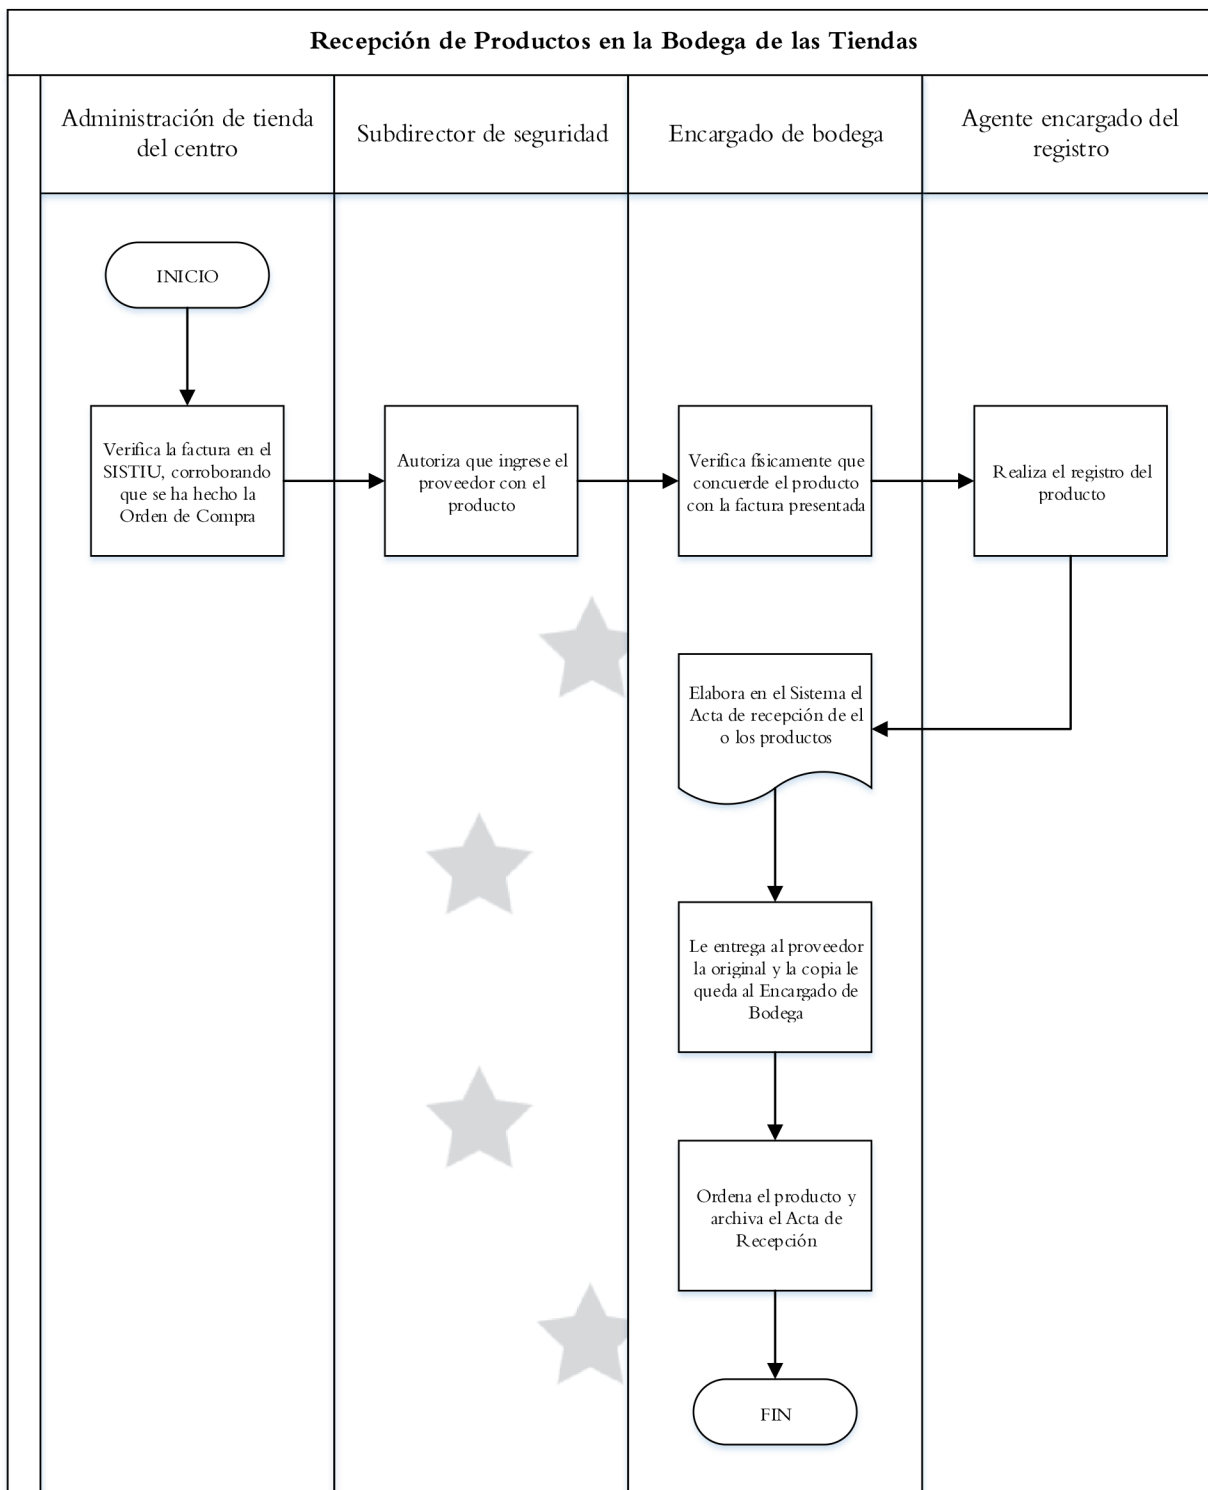 Recepción de Productos en la Bodega de las Tiendas
Administración de tienda
del centro
Subdirector de seguridad
Encargado de bodega
Agente encargado del
registro
INICIO
Verifica la factura en el
SISTIU, corroborando
que se ha hecho la
Orden de Compra
Autoriza que ingrese el
proveedor con el
producto
Verifica físicamente que
concuerde el producto
con la factura presentada
Realiza el registro del
producto
Elabora en el Sistema el
Acta de recepción de el
o los productos
Le entrega al proveedor
la original y la copia le
queda al Encargado de
Bodega
Ordena el producto y
archiva el Acta de
Recepción
FIN